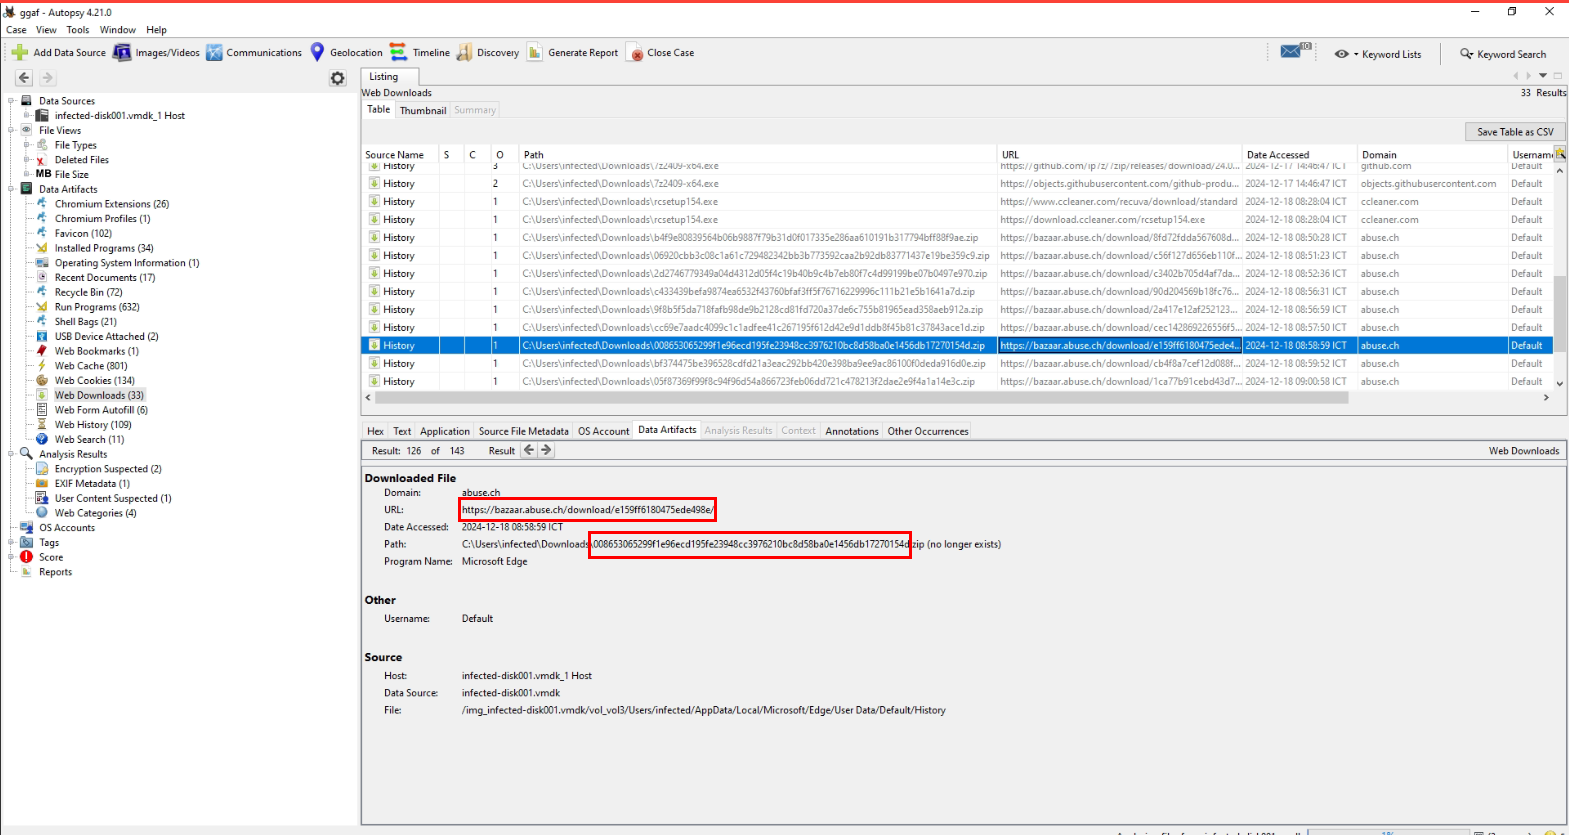 ggaf - Autopsy 4.21.0
Case View Tools Window Help
Add Data Source Images/Videos Communications Geolocation Timeline Discovery Generate Report Close Case 10 Keyword Lists Keyword Search
Data Sources
infected-disk001.vmdk_1 Host
File Views
File Types
Deleted Files
MB File Size
Data Artifacts
Chromium Extensions (26)
Chromium Profiles (1)
Favicon (102)
Installed Programs (34)
Operating System Information (1)
Recent Documents (17)
Recycle Bin (72)
Run Programs (632)
Shell Bags (21)
USB Device Attached (2)
Web Bookmarks (1)
Web Cache (801)
Web Cookies (134)
Web Downloads (33)
Web Form Autofill (6)
Web History (109)
Web Search (11)
Analysis Results
Encryption Suspected (2)
EXIF Metadata (1)
User Content Suspected (1)
Web Categories (4)
OS Accounts
Tags
Score
Reports
Listing
Web Downloads 33 Results
Table Thumbnail Summary
Save Table as CSV
Source Name S C O Path URL Date Accessed Domain Usernam
History 3 C:\Users\infected\Downloads\7z2409-x64.exe 2024-12-17 14:46:47 ICT github.com Default
History 2 C:\Users\infected\Downloads\7z2409-x64.exe https://objects.githubusercontent.com/github-produ... 2024-12-17 14:46:47 ICT objects.githubusercontent.com Default
History 1 C:\Users\infected\Downloads\rcsetup154.exe https://www.ccleaner.com/recuva/download/standard 2024-12-18 08:28:04 ICT ccleaner.com Default
History 1 C:\Users\infected\Downloads\rcsetup154.exe https://download.ccleaner.com/rcsetup154.exe 2024-12-18 08:28:04 ICT ccleaner.com Default
History 1 C:\Users\infected\Downloads\b4f9e80839564b06b9887f79b31d0f017335e286aa610191b317794bff88f9ae.zip https://bazaar.abuse.ch/download/8fd72fdda567608d... 2024-12-18 08:50:28 ICT abuse.ch Default
History 1 C:\Users\infected\Downloads\06920cbb3c08c1a61c729482342bb3b773592caa2b92db83771437e19be359c9.zip https://bazaar.abuse.ch/download/c56f127d656eb110f... 2024-12-18 08:51:23 ICT abuse.ch Default
History 1 C:\Users\infected\Downloads\2d2746779349a04d4312d05f4c19b40b9c4b7eb80f7c4d99199be07b0497e970.zip https://bazaar.abuse.ch/download/c3402b705d4af7da... 2024-12-18 08:52:36 ICT abuse.ch Default
History 1 C:\Users\infected\Downloads\c433439befa9874ea6532f43760bfaf3ff5f76716229996c111b21e5b1641a7d.zip https://bazaar.abuse.ch/download/90d204569b18fc76... 2024-12-18 08:56:31 ICT abuse.ch Default
History 1 C:\Users\infected\Downloads\9f8b5f5da718fafb98de9b2128cd81fd720a37de6c755b81965ead358aeb912a.zip https://bazaar.abuse.ch/download/2a417e12af252123... 2024-12-18 08:56:59 ICT abuse.ch Default
History 1 C:\Users\infected\Downloads\cc69e7aadc4099c1c1adfee41c267195f612d42e9d1ddb8f45b81c37843ace1d.zip https://bazaar.abuse.ch/download/cec142869226556f5... 2024-12-18 08:57:50 ICT abuse.ch Default
History 1 C:\Users\infected\Downloads\008653065299f1e96ecd195fe23948cc3976210bc8d58ba0e1456db17270154d.zip https://bazaar.abuse.ch/download/e159ff6180475ede4... 2024-12-18 08:58:59 ICT abuse.ch Default
History 1 C:\Users\infected\Downloads\bf374475be396528cdfd21a3eac292bb420e398ba9ee9ac86100f0deda916d0e.zip https://bazaar.abuse.ch/download/cb4f8a7cef12d088f... 2024-12-18 08:59:52 ICT abuse.ch Default
History 1 C:\Users\infected\Downloads\05f87369f99f8c94f96d54a866723feb06dd721c478213f2dae2e9f4a1a14e3c.zip https://bazaar.abuse.ch/download/1ca77b91cebd43d7... 2024-12-18 09:00:58 ICT abuse.ch Default
Hex Text Application Source File Metadata OS Account Data Artifacts Analysis Results Context Annotations Other Occurrences
Result: 126 of 143 Result Web Downloads
Downloaded File
Domain: abuse.ch
URL: https://bazaar.abuse.ch/download/e159ff6180475ede498e/
Date Accessed: 2024-12-18 08:58:59 ICT
Path: C:\Users\infected\Downloads\008653065299f1e96ecd195fe23948cc3976210bc8d58ba0e1456db17270154d.zip (no longer exists)
Program Name: Microsoft Edge
Other
Username: Default
Source
Host: infected-disk001.vmdk_1 Host
Data Source: infected-disk001.vmdk
File: /img_infected-disk001.vmdk/vol_vol3/Users/infected/AppData/Local/Microsoft/Edge/User Data/Default/History
1%